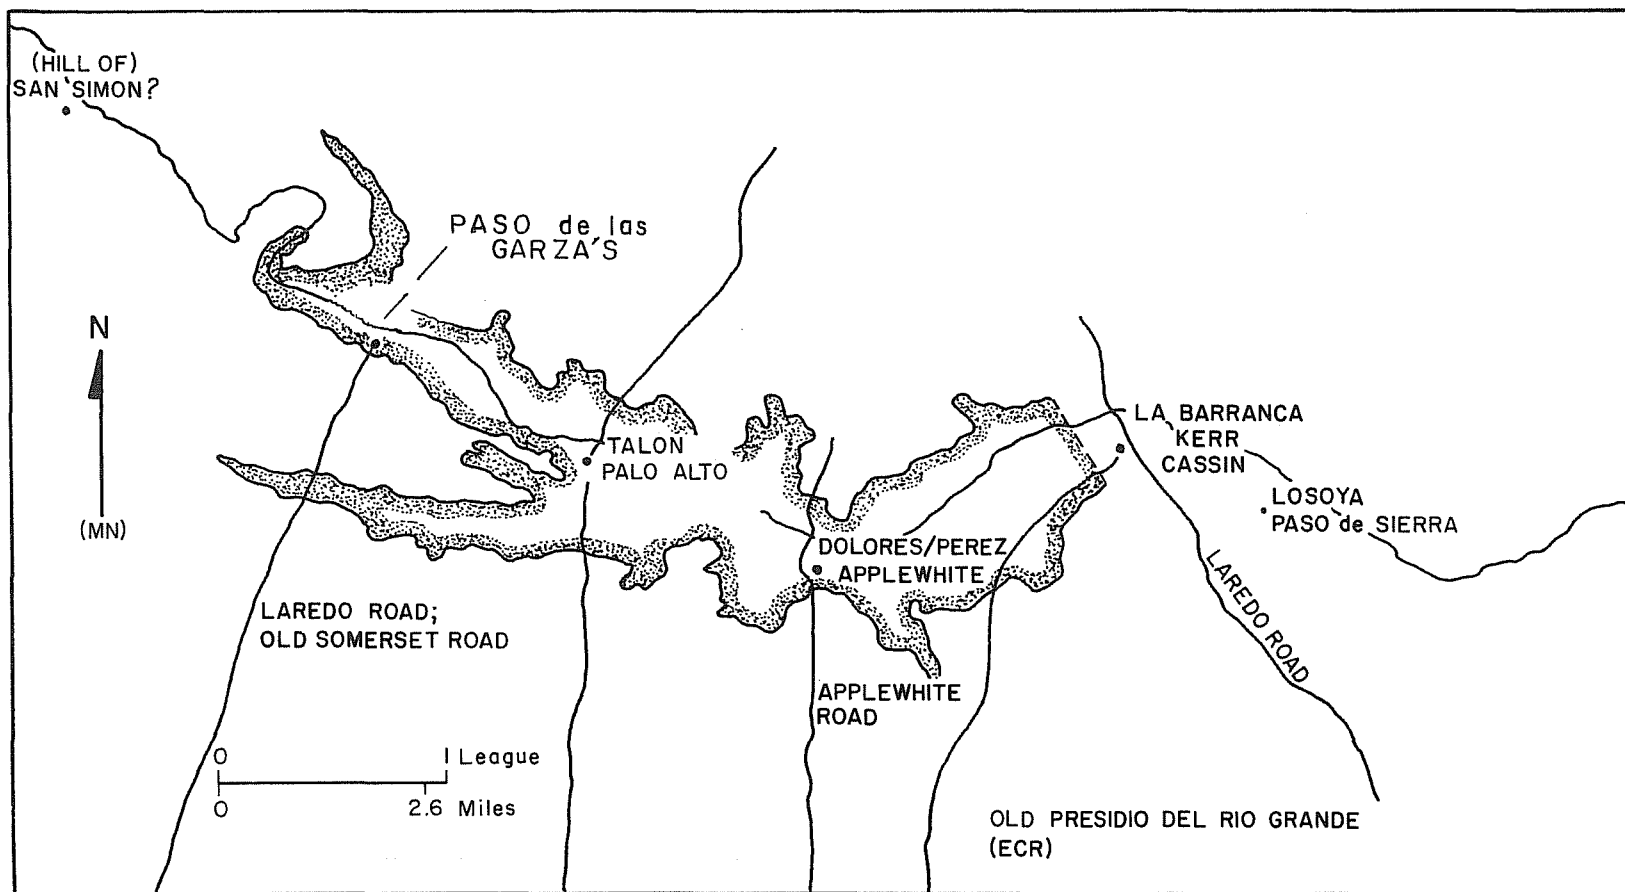 (HILL OF)
SAN SIMON?
PASO de las
GARZA'S
N
(MN)
TALON
PALO ALTO
LA BARRANCA
KERR
CASSIN
LOSOYA
PASO de SIERRA
DOLORES/PEREZ
APPLEWHITE
LAREDO ROAD
LAREDO ROAD;
OLD SOMERSET ROAD
APPLEWHITE
ROAD
0 1 League
0 2.6 Miles
OLD PRESIDIO DEL RIO GRANDE
(ECR)